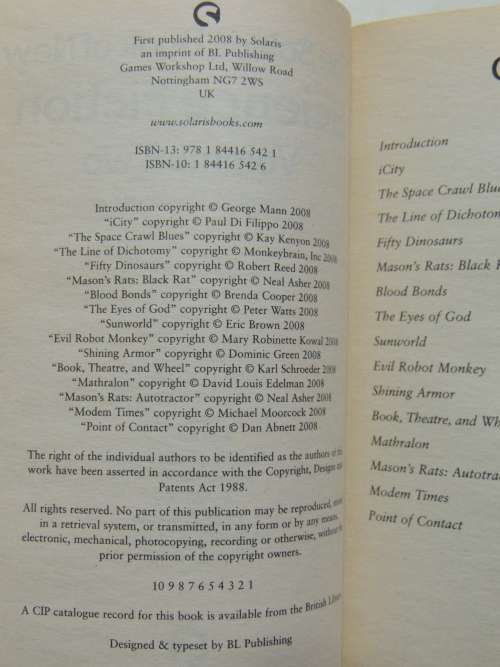 First published 2008 by Solaris
an imprint of BL Publishing
Games Workshop Ltd, Willow Road
Nottingham NG7 2WS
UK
www.solarisbooks.com
ISBN-13: 978 1 84416 542 1
ISBN-10: 1 84416 542 6
Introduction copyright © George Mann 2008
"iCity" copyright © Paul Di Filippo 2008
"The Space Crawl Blues" copyright © Kay Kenyon 2008
"The Line of Dichotomy" copyright © Monkeybrain, Inc 2008
"Fifty Dinosaurs" copyright © Robert Reed 2008
"Mason's Rats: Black Rat" copyright © Neal Asher 2008
"Blood Bonds" copyright © Brenda Cooper 2008
"The Eyes of God" copyright © Peter Watts 2008
"Sunworld" copyright © Eric Brown 2008
"Evil Robot Monkey" copyright © Mary Robinette Kowal 2008
"Shining Armor" copyright © Dominic Green 2008
"Book, Theatre, and Wheel" copyright © Karl Schroeder 2008
"Mathralon" copyright © David Louis Edelman 2008
"Mason's Rats: Autotractor" copyright © Neal Asher 2008
"Modem Times" copyright © Michael Moorcock 2008
"Point of Contact" copyright © Dan Abnett 2008
The right of the individual authors to be identified as the authors of
work have been asserted in accordance with the Copyright, Designs
Patents Act 1988.
All rights reserved. No part of this publication may be reproduced,
in a retrieval system, or transmitted, in any form or by any means,
electronic, mechanical, photocopying, recording or otherwise, without
prior permission of the copyright owners.
10 9 8 7 6 5 4 3 2 1
A CIP catalogue record for this book is available from the British
Designed & typeset by BL Publishing
Introduction
iCity
The Space Crawl Blue
The Line of Dichotom
Fifty Dinosaurs
Mason's Rats: Black
Blood Bonds
The Eyes of God
Sunworld
Evil Robot Monkey
Shining Armor
Book, Theatre, and Wh
Mathralon
Mason's Rats: Autotra
Modem Times
Point of Contact